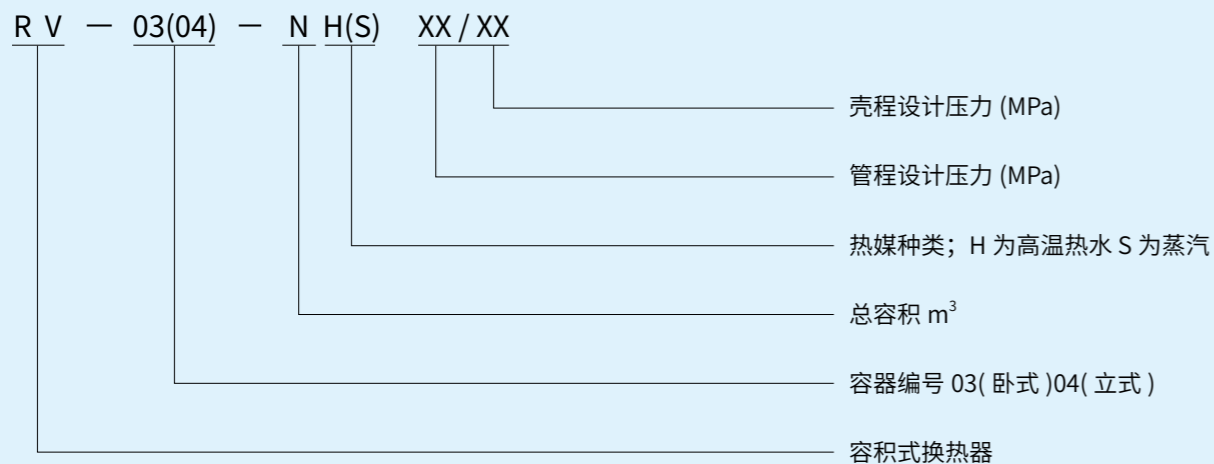 R V — 03(04) — N H(S) XX / XX
壳程设计压力 (MPa)
管程设计压力 (MPa)
热媒种类；H 为高温热水 S 为蒸汽
总容积 m³
容器编号 03( 卧式 )04( 立式 )
容积式换热器